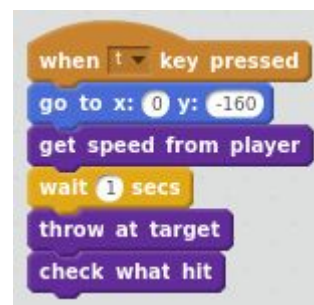 when t key pressed
go to x: 0 y: -160
get speed from player
wait 1 secs
throw at target
check what hit